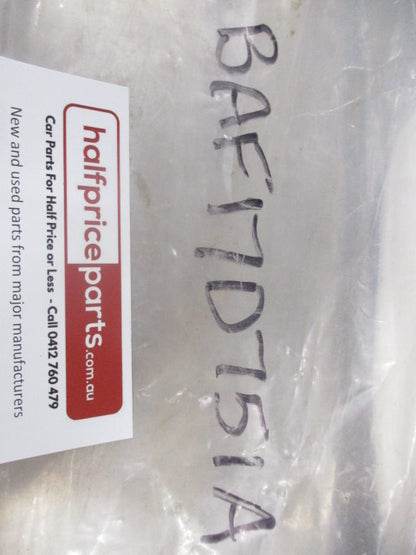 BAF17D751A
halfpriceparts.com.au
Car Parts For Half Price or Less - Call 0412 760 479
New and used parts from major manufacturers